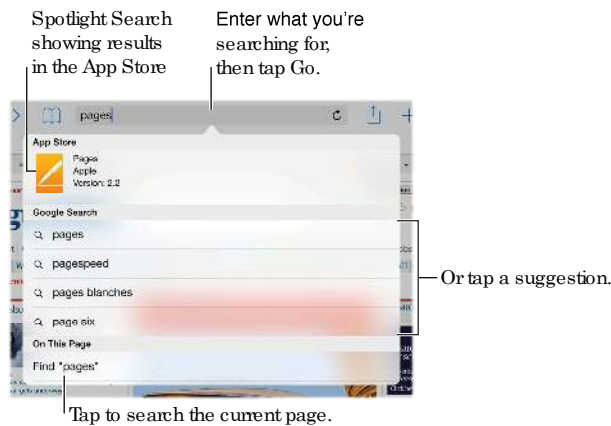 Spotlight Search
showing results
in the App Store
Enter what you're
searching for,
then tap Go.
pages
App Store
Pages
Apple
Version: 2.2
Google Search
pages
pagespeed
pages blanches
page six
On This Page
Find "pages"
Or tap a suggestion.
Tap to search the current page.